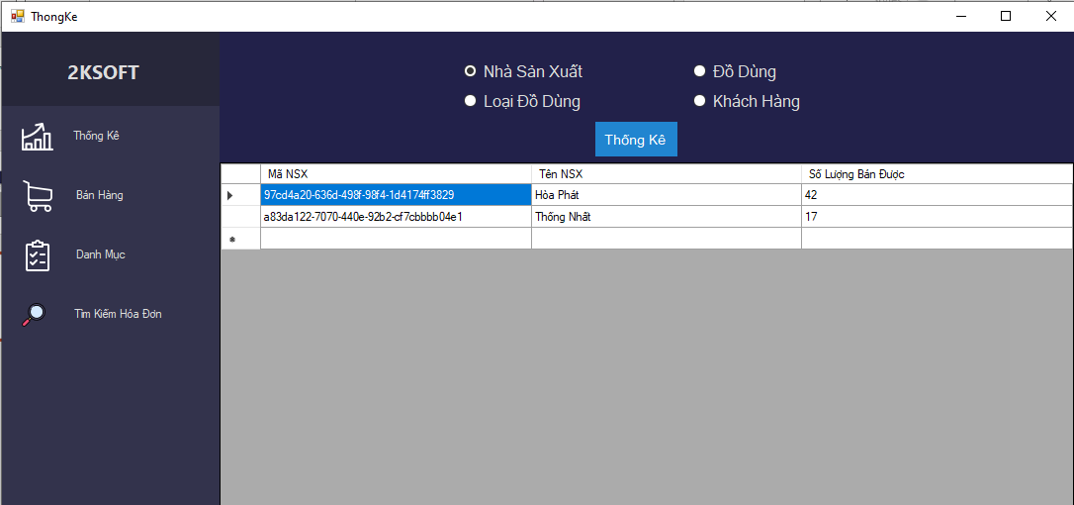 ThongKe
2KSOFT
Thống Kê
Bán Hàng
Danh Mục
Tìm Kiếm Hóa Đơn
Nhà Sản Xuất
Đồ Dùng
Loại Đồ Dùng
Khách Hàng
Thống Kê
Mã NSX Tên NSX Số Lượng Bán Được
97cd4a20-636d-498f-98f4-1d4174ff3829 Hòa Phát 42
a83da122-7070-440e-92b2-cf7cbbbb04e1 Thống Nhất 17